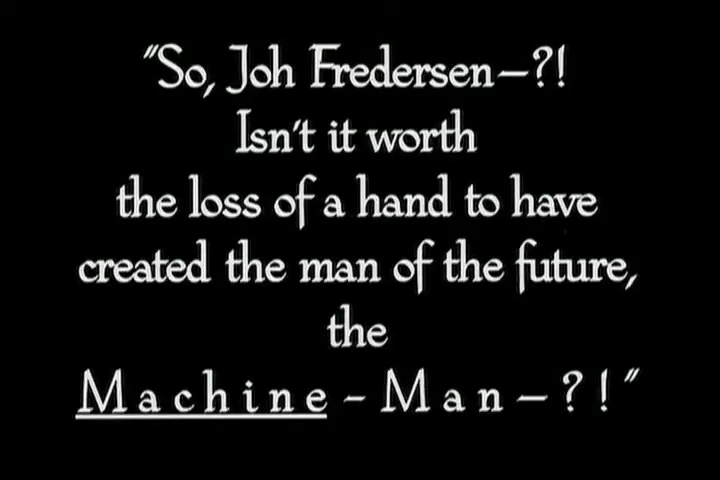 "So, Joh Fredersen—?!
Isn't it worth
the loss of a hand to have
created the man of the future,
the
Machine - Man—?!"